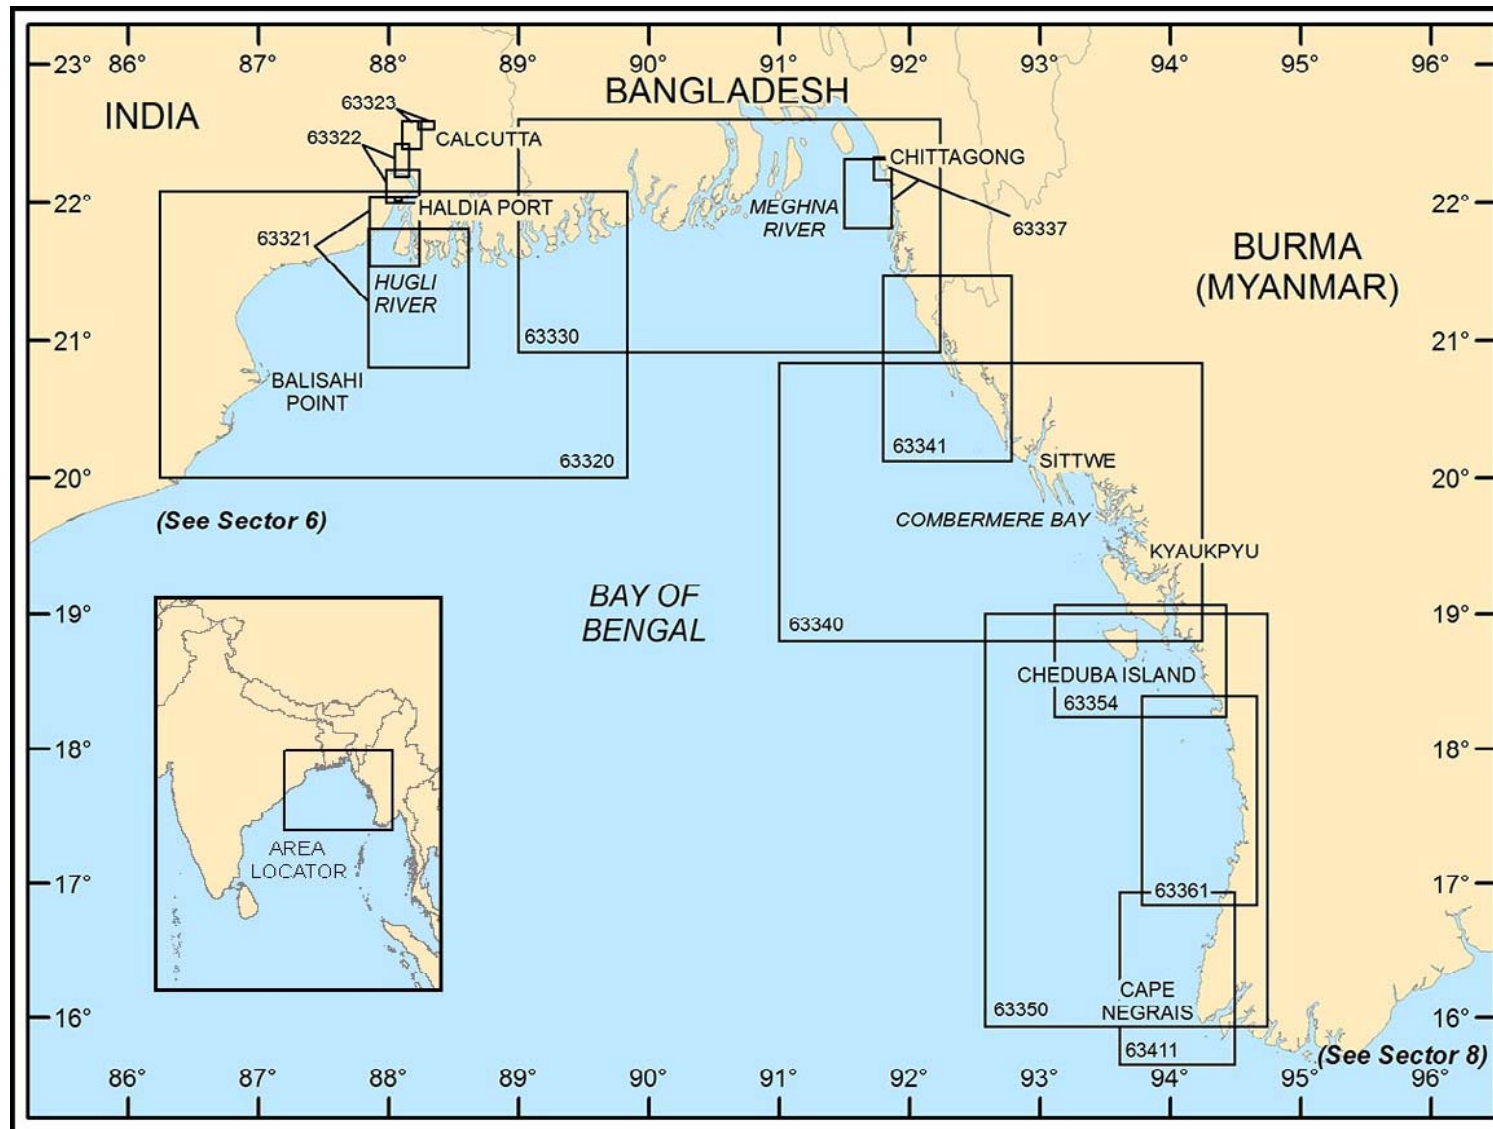 86° 87° 88° 89° 90° 91° 92° 93° 94° 95° 96°
23° 23°
BANGLADESH
INDIA
63323
63322
CALCUTTA
CHITTAGONG
22° 22°
HALDIA PORT
MEGHNA
RIVER
63337
63321
HUGLI
RIVER
BURMA
(MYANMAR)
21° 21°
63330
BALISAHI
POINT
63341
63320
SITTWE
20° 20°
(See Sector 6)
COMBERMERE BAY
KYAUKPYU
BAY OF
BENGAL
19° 19°
63340
CHEDUBA ISLAND
63354
18° 18°
AREA
LOCATOR
17° 17°
63361
CAPE
NEGRAIS
63350
16° 16°
63411
(See Sector 8)
86° 87° 88° 89° 90° 91° 92° 93° 94° 95° 96°